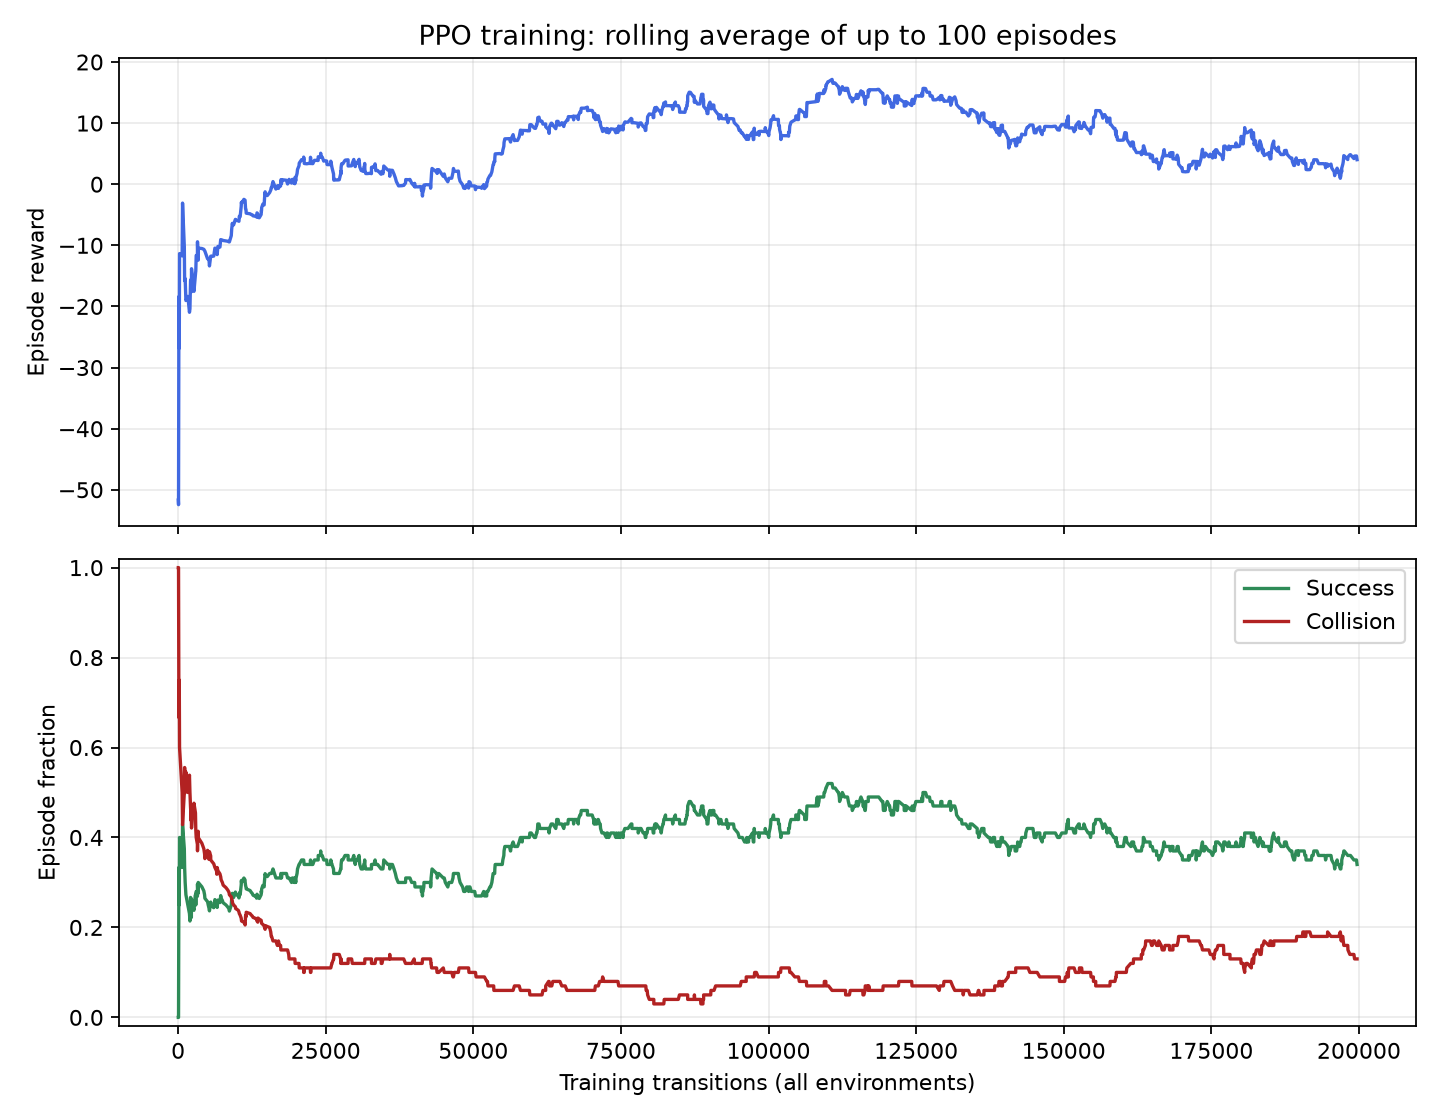 PPO training: rolling average of up to 100 episodes
20
10
0
−10
−20
−30
−40
−50
Episode reward
1.0
0.8
0.6
0.4
0.2
0.0
Episode fraction
Success
Collision
0 25000 50000 75000 100000 125000 150000 175000 200000
Training transitions (all environments)